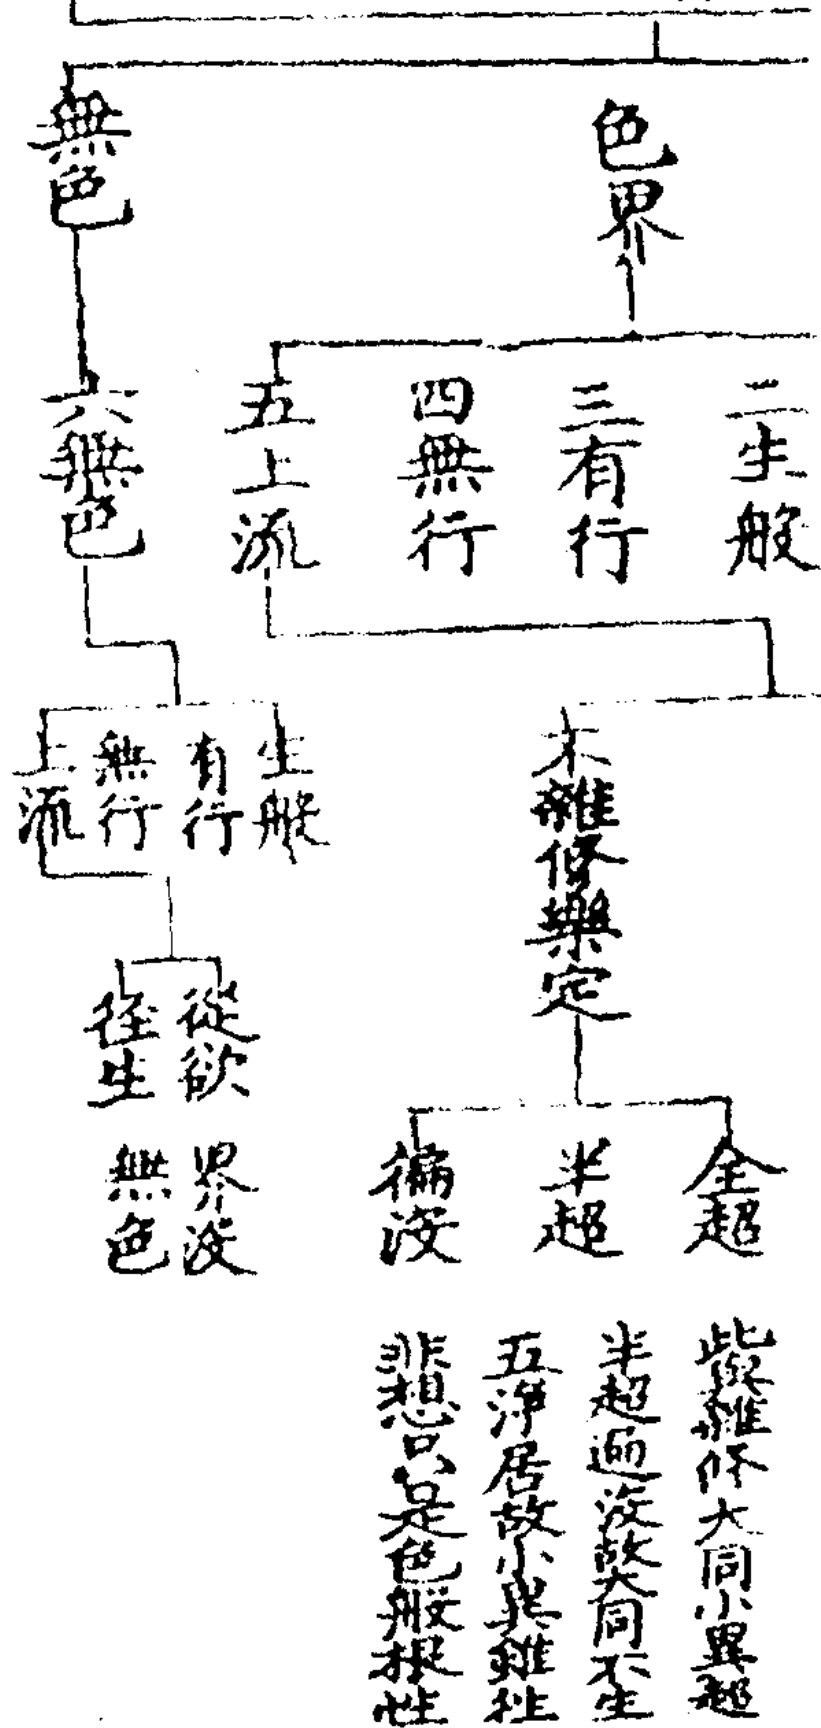 色界
無色
二生般
三有行
四無行
五上流
六無色
不雜修樂定
生般
有行
無行
上流
從欲
徑生
界沒
無色
全超
半超
徧沒
此與雜修大同小異超
半超遍沒故大同不生
五淨居故小異雖牲
悲想只是色般根性